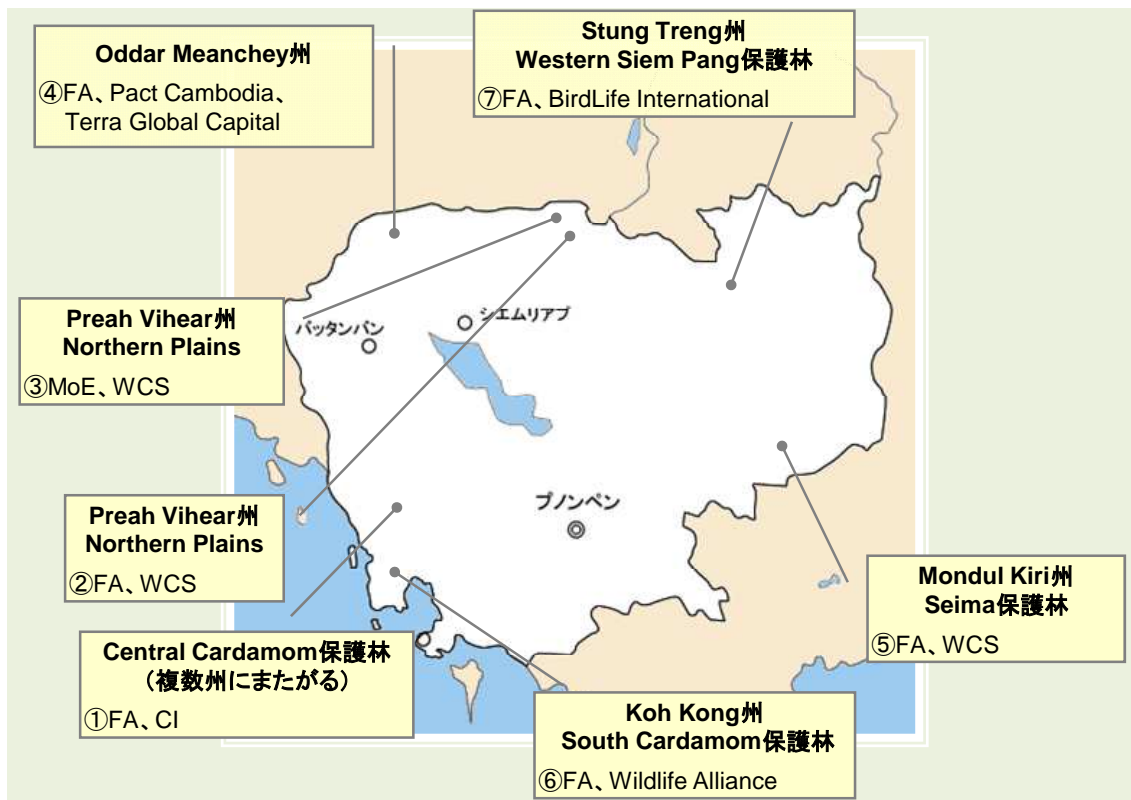 Oddar Meanchey州
④FA、Pact Cambodia、
Terra Global Capital
Stung Treng州
Western Siem Pang保護林
⑦FA、BirdLife International
Preah Vihear州
Northern Plains
③MoE、WCS
バッタンバン
シエムリアプ
Preah Vihear州
Northern Plains
②FA、WCS
プノンペン
Mondul Kiri州
Seima保護林
⑤FA、WCS
Central Cardamom保護林
（複数州にまたがる）
①FA、CI
Koh Kong州
South Cardamom保護林
⑥FA、Wildlife Alliance